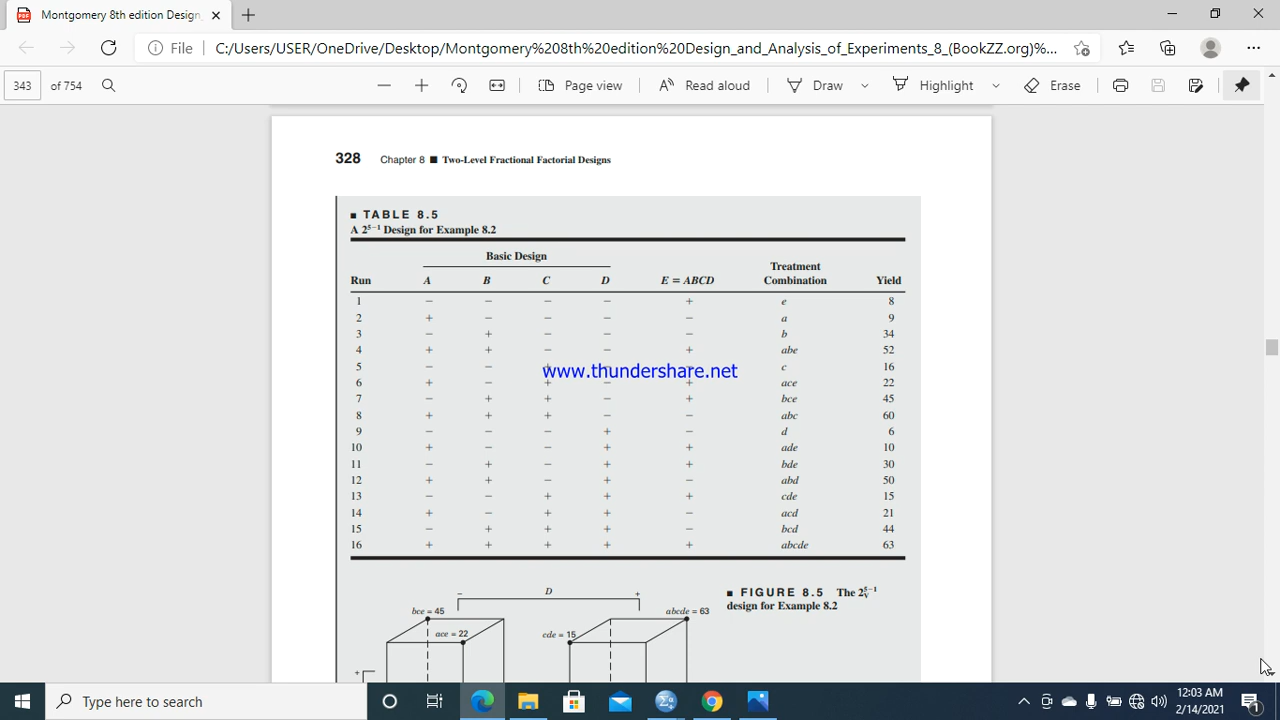 Montgomery 8th edition Design
File
C:/Users/USER/OneDrive/Desktop/Montgomery%208th%20edition%20Design_and_Analysis_of_Experiments_8_(BookZZ.org)%...
343 of 754
Page view
Read aloud
Draw
Highlight
Erase
328 Chapter 8 ■ Two-Level Fractional Factorial Designs
■ TABLE 8.5
A 2⁵⁻¹ Design for Example 8.2
Basic Design
Treatment
Run A B C D E = ABCD Combination Yield
1 − − − − + e 8
2 + − − − − a 9
3 − + − − − b 34
4 + + − − + abe 52
5 − − + − − c 16
www.thundershare.net
6 + − + − + ace 22
7 − + + − + bce 45
8 + + + − − abc 60
9 − − − + − d 6
10 + − − + + ade 10
11 − + − + + bde 30
12 + + − + − abd 50
13 − − + + + cde 15
14 + − + + − acd 21
15 − + + + − bcd 44
16 + + + + + abcde 63
− D +
bce = 45
abcde = 63
ace = 22
cde = 15
+
■ FIGURE 8.5 The 2⁵⁻¹ᵥ
design for Example 8.2
Type here to search
12:03 AM
2/14/2021
1